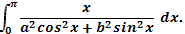 ∫₀^π x / (a²cos²x + b²sin²x) dx.